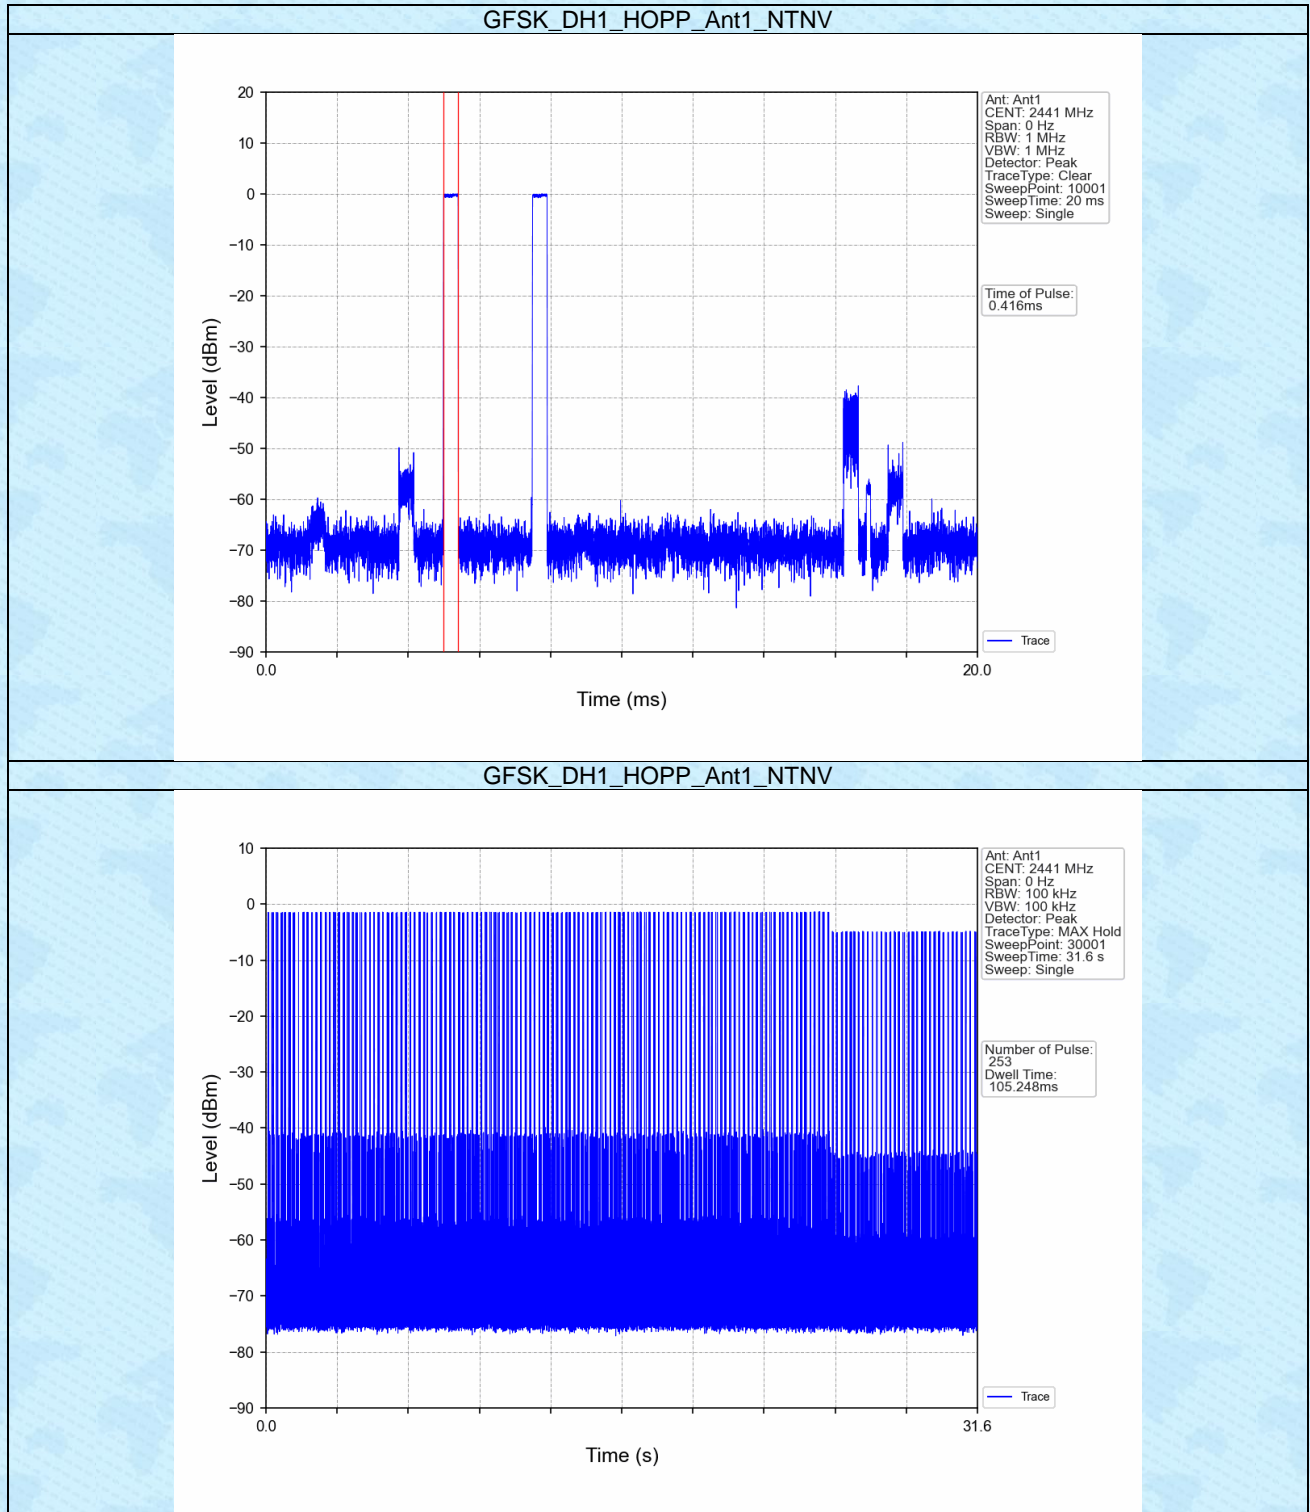 GFSK_DH1_HOPP_Ant1_NTNV
20
10
0
−10
−20
−30
−40
−50
−60
−70
−80
−90
Level (dBm)
0.0
20.0
Time (ms)
Ant: Ant1
CENT: 2441 MHz
Span: 0 Hz
RBW: 1 MHz
VBW: 1 MHz
Detector: Peak
TraceType: Clear
SweepPoint: 10001
SweepTime: 20 ms
Sweep: Single
Time of Pulse:
0.416ms
Trace
GFSK_DH1_HOPP_Ant1_NTNV
10
0
−10
−20
−30
−40
−50
−60
−70
−80
−90
Level (dBm)
0.0
31.6
Time (s)
Ant: Ant1
CENT: 2441 MHz
Span: 0 Hz
RBW: 100 kHz
VBW: 100 kHz
Detector: Peak
TraceType: MAX Hold
SweepPoint: 30001
SweepTime: 31.6 s
Sweep: Single
Number of Pulse:
253
Dwell Time:
105.248ms
Trace